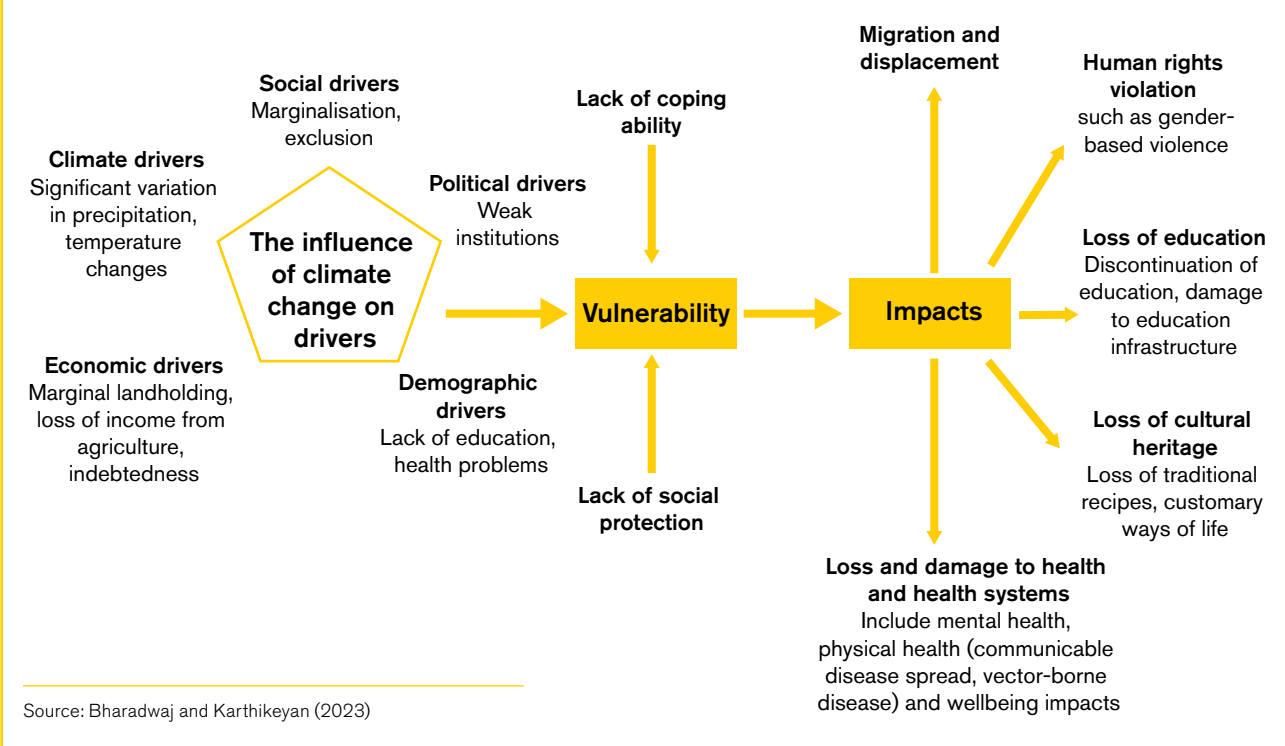 Social drivers
Marginalisation,
exclusion
Climate drivers
Significant variation
in precipitation,
temperature
changes
Political drivers
Weak
institutions
The influence
of climate
change on
drivers
Economic drivers
Marginal landholding,
loss of income from
agriculture,
indebtedness
Demographic
drivers
Lack of education,
health problems
Lack of coping
ability
Vulnerability
Lack of social
protection
Impacts
Migration and
displacement
Human rights
violation
such as gender-
based violence
Loss of education
Discontinuation of
education, damage
to education
infrastructure
Loss of cultural
heritage
Loss of traditional
recipes, customary
ways of life
Loss and damage to health
and health systems
Include mental health,
physical health (communicable
disease spread, vector-borne
disease) and wellbeing impacts
Source: Bharadwaj and Karthikeyan (2023)